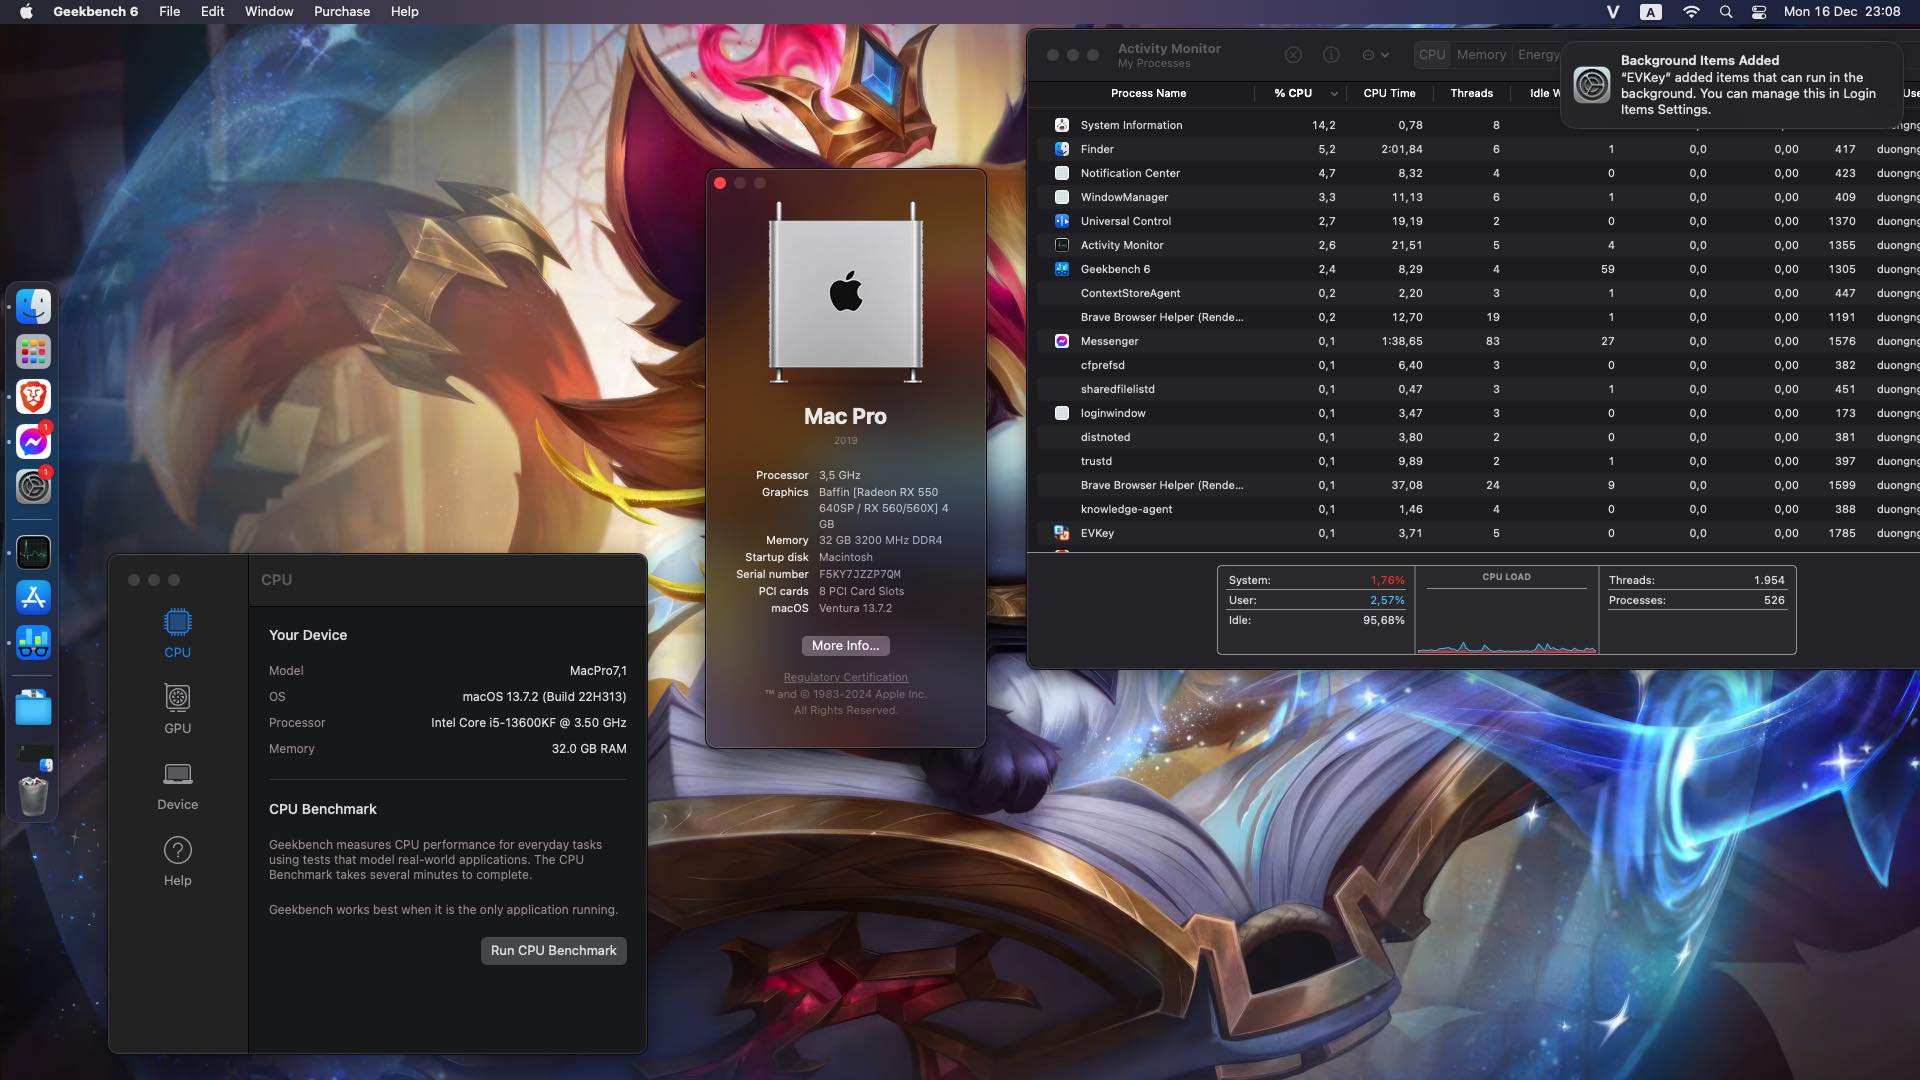 Geekbench 6 File Edit Window Purchase Help
V A Mon 16 Dec 23:08
Activity Monitor
My Processes
CPU Memory Energy
Background Items Added
“EVKey” added items that can run in the
background. You can manage this in Login
Items Settings.
Process Name % CPU CPU Time Threads Idle W
System Information 14,2 0,78 8
Finder 5,2 2:01,84 6 1 0,0 0,00 417 duongng
Notification Center 4,7 8,32 4 0 0,0 0,00 423 duongng
WindowManager 3,3 11,13 6 1 0,0 0,00 409 duongng
Universal Control 2,7 19,19 2 0 0,0 0,00 1370 duongng
Activity Monitor 2,6 21,51 5 4 0,0 0,00 1355 duongng
Geekbench 6 2,4 8,29 4 59 0,0 0,00 1305 duongng
ContextStoreAgent 0,2 2,20 3 1 0,0 0,00 447 duongng
Brave Browser Helper (Rende... 0,2 12,70 19 1 0,0 0,00 1191 duongng
Messenger 0,1 1:38,65 83 27 0,0 0,00 1576 duongng
cfprefsd 0,1 6,40 3 0 0,0 0,00 382 duongng
sharedfilelistd 0,1 0,47 3 1 0,0 0,00 451 duongng
loginwindow 0,1 3,47 3 0 0,0 0,00 173 duongng
distnoted 0,1 3,80 2 0 0,0 0,00 381 duongng
trustd 0,1 9,89 2 1 0,0 0,00 397 duongng
Brave Browser Helper (Rende... 0,1 37,08 24 9 0,0 0,00 1599 duongng
knowledge-agent 0,1 1,46 4 0 0,0 0,00 388 duongng
EVKey 0,1 3,71 5 0 0,0 0,00 1785 duongng
System: 1,76%
User: 2,57%
Idle: 95,68%
CPU LOAD
Threads: 1.954
Processes: 526
Mac Pro
2019
Processor 3,5 GHz
Graphics Baffin [Radeon RX 550
640SP / RX 560/560X] 4
GB
Memory 32 GB 3200 MHz DDR4
Startup disk Macintosh
Serial number F5KY7JZZP7QM
PCI cards 8 PCI Card Slots
macOS Ventura 13.7.2
More Info...
Regulatory Certification
™ and © 1983-2024 Apple Inc.
All Rights Reserved.
1
1
CPU
GPU
Device
Help
CPU
Your Device
Model MacPro7,1
OS macOS 13.7.2 (Build 22H313)
Processor Intel Core i5-13600KF @ 3.50 GHz
Memory 32.0 GB RAM
CPU Benchmark
Geekbench measures CPU performance for everyday tasks
using tests that model real-world applications. The CPU
Benchmark takes several minutes to complete.
Geekbench works best when it is the only application running.
Run CPU Benchmark